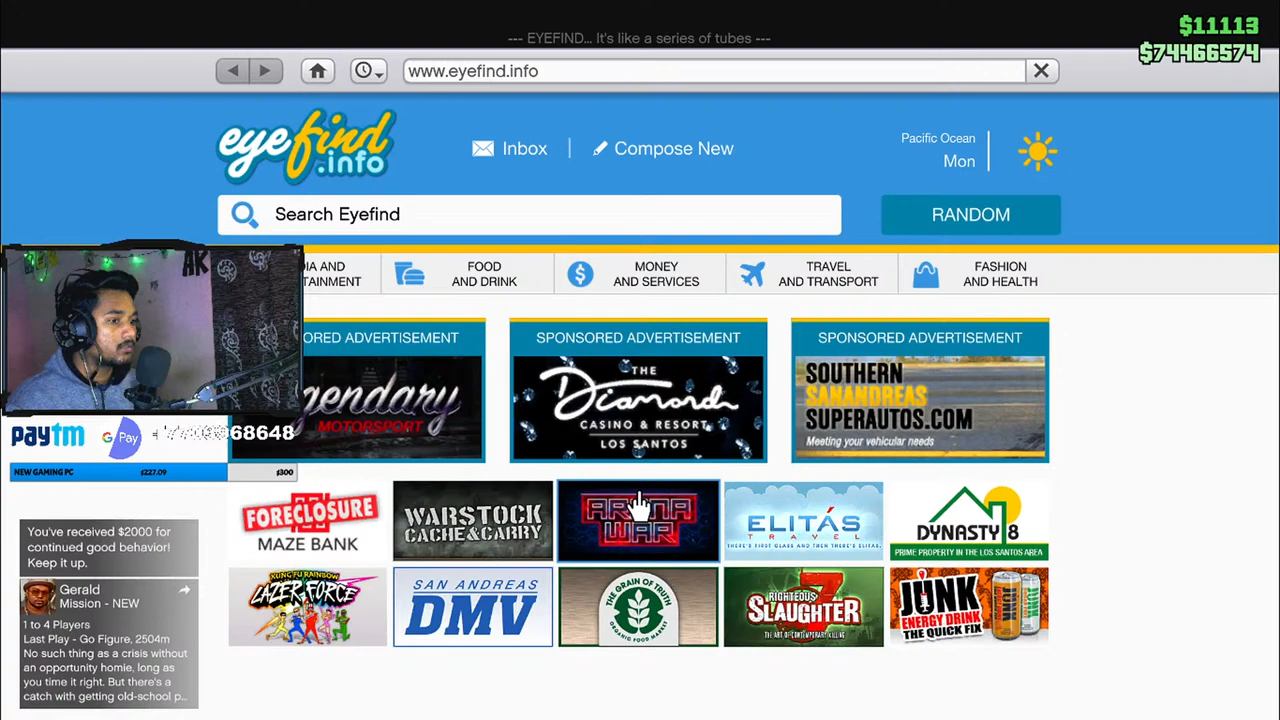 --- EYEFIND... It's like a series of tubes ---
$11113
$74466574
www.eyefind.info
eyefind
.info
Inbox
Compose New
Pacific Ocean
Mon
Search Eyefind
RANDOM
AND
FOOD
AND DRINK
MONEY
AND SERVICES
TRAVEL
AND TRANSPORT
FASHION
AND HEALTH
AK
SPONSORED ADVERTISEMENT
SPONSORED ADVERTISEMENT
MOTORSPORT
THE
Diamond
CASINO & RESORT
LOS SANTOS
SOUTHERN
SANANDREAS
SUPERAUTOS.COM
Meeting your vehicular needs
paytm
G Pay
NEW GAMING PC $227.09 $300
FORECLOSURE
MAZE BANK
WARSTOCK
CACHE&CARRY
ARENA
WAR
ELITÁS
TRAVEL
THERE'S FIRST CLASS AND THEN THERE'S ELITAS.
DYNASTY 8
PRIME PROPERTY IN THE LOS SANTOS AREA
KUNG FU RAINBOW
LAZER FORCE
SAN ANDREAS
DMV
THE GRAIN OF TRUTH
ORGANIC FOOD MARKET
RIGHTEOUS
SLAUGHTER
7
THE ART OF CONTEMPORARY KILLING
JUNK
ENERGY DRINK
THE QUICK FIX
You've received $2000 for
continued good behavior!
Keep it up.
Gerald
Mission - NEW
1 to 4 Players
Last Play - Go Figure, 2504m
No such thing as a crisis without
an opportunity homie, long as
you time it right. But there's a
catch with getting old-school p...